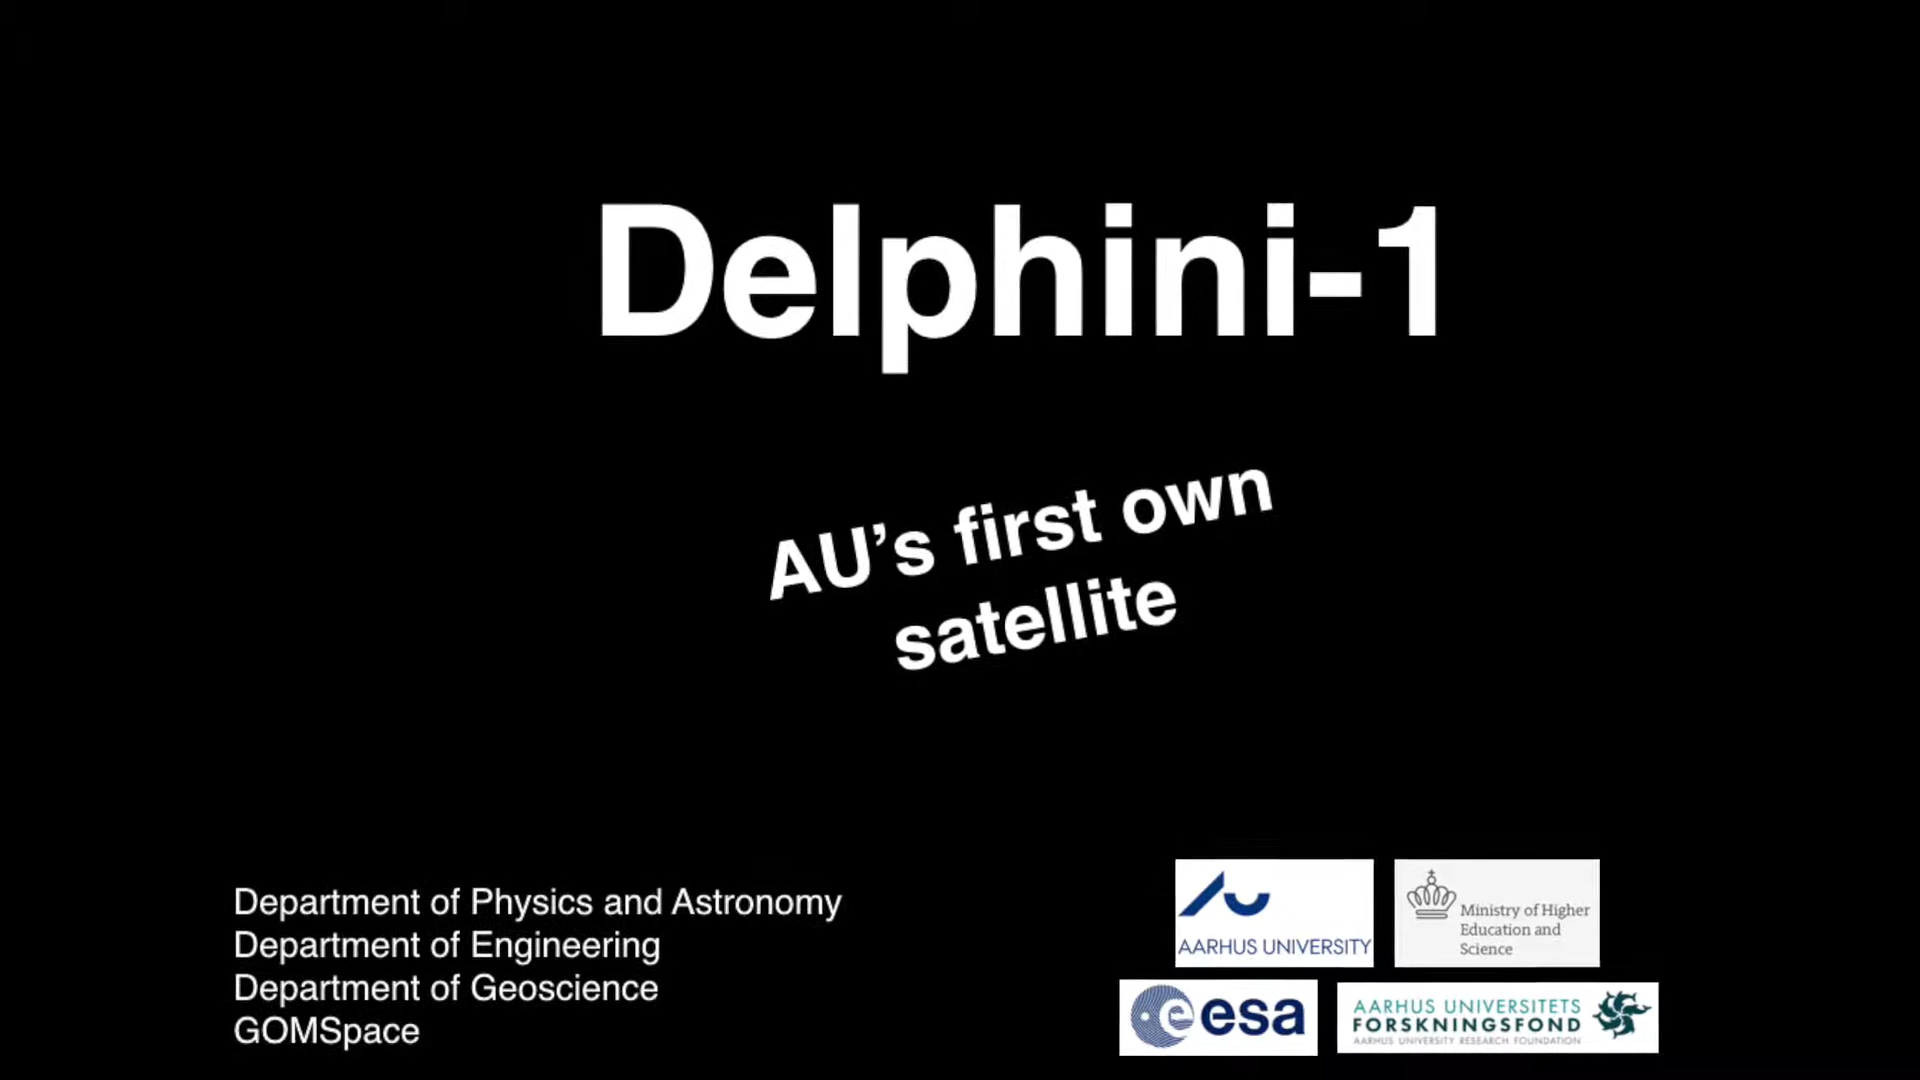 Delphini-1
AU’s first own
satellite
Department of Physics and Astronomy
Department of Engineering
Department of Geoscience
GOMSpace
AARHUS UNIVERSITY
Ministry of Higher
Education and
Science
esa
AARHUS UNIVERSITETS
FORSKNINGSFOND
AARHUS UNIVERSITY RESEARCH FOUNDATION